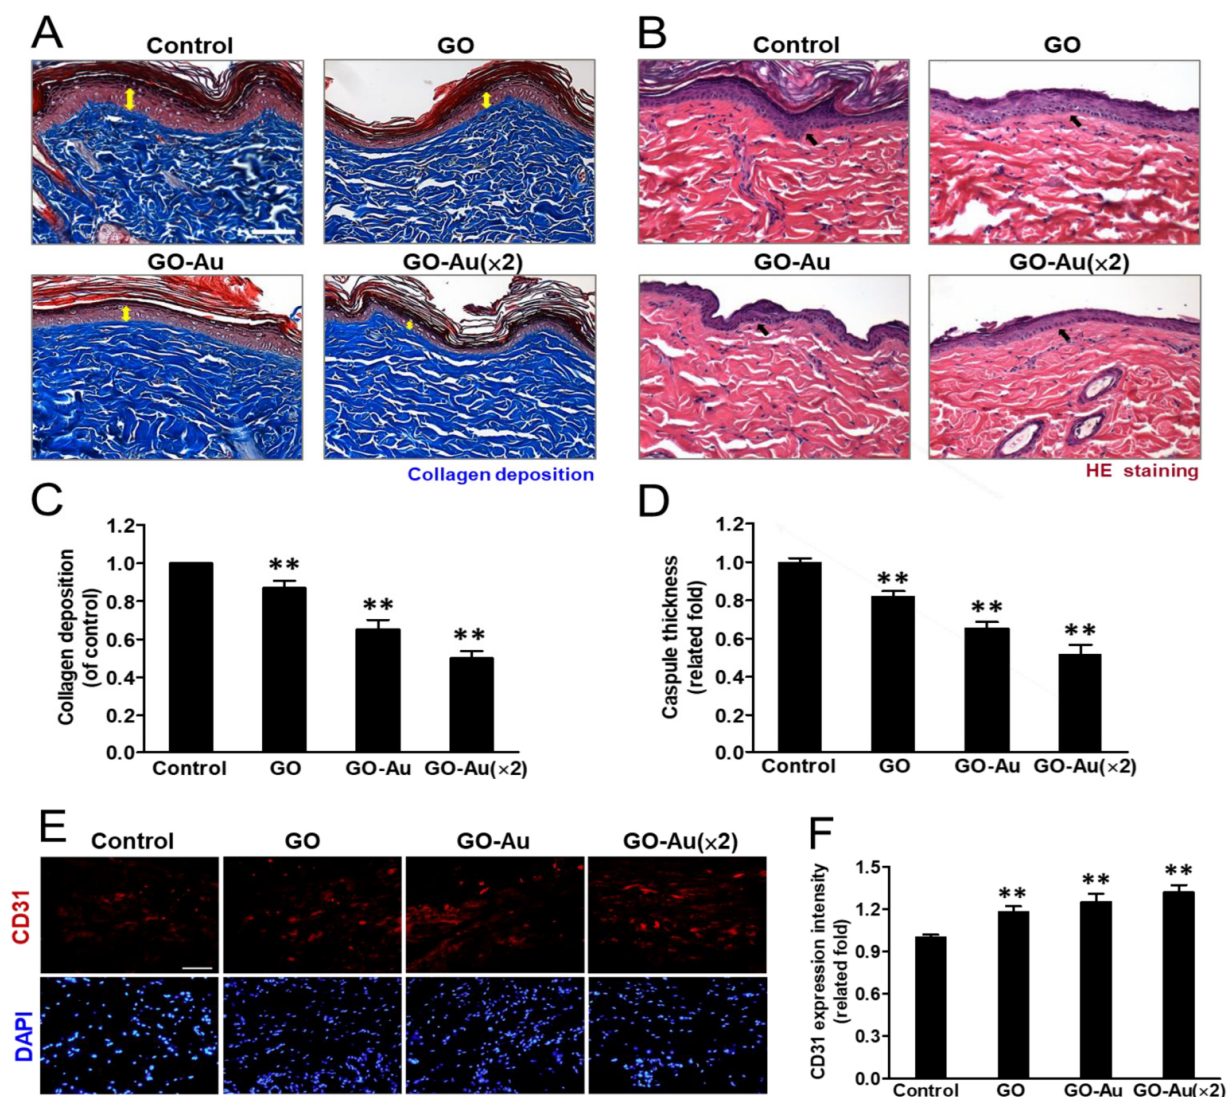 A
Control
GO
GO-Au
GO-Au(×2)
Collagen deposition
B
Control
GO
GO-Au
GO-Au(×2)
HE staining
C
Collagen deposition
(of control)
1.2
1.0
0.8
0.6
0.4
0.2
0.0
**
**
**
Control
GO
GO-Au
GO-Au(×2)
D
Caspule thickness
(related fold)
1.2
1.0
0.8
0.6
0.4
0.2
0.0
**
**
**
Control
GO
GO-Au
GO-Au(×2)
E
Control
GO
GO-Au
GO-Au(×2)
CD31
DAPI
F
CD31 expression intensity
(related fold)
1.5
1.2
0.9
0.6
0.3
0.0
**
**
**
Control
GO
GO-Au
GO-Au(×2)